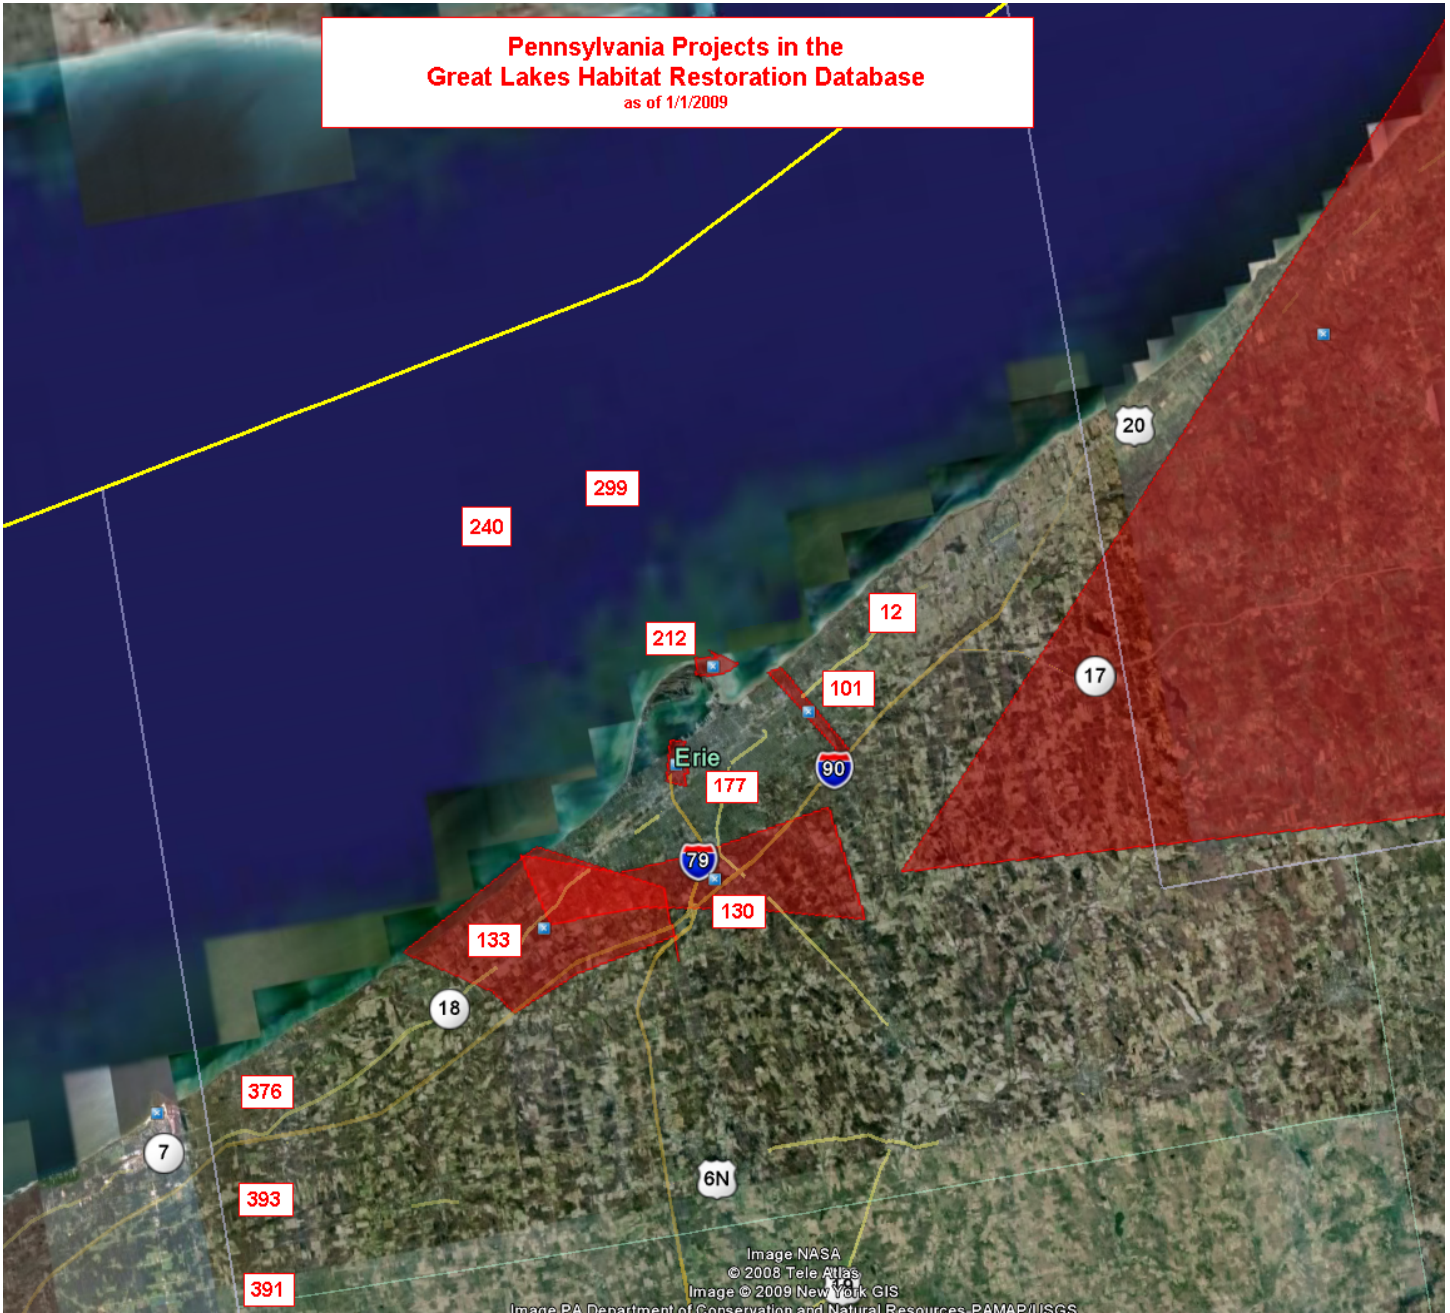 Pennsylvania Projects in the
Great Lakes Habitat Restoration Database
as of 1/1/2009
20
299
240
12
212
17
101
Erie
90
177
79
130
133
18
376
7
6N
393
Image NASA
© 2008 Tele Atlas
391
19
Image © 2009 New York GIS
Image PA Department of Conservation and Natural Resources-PAMAP/USGS